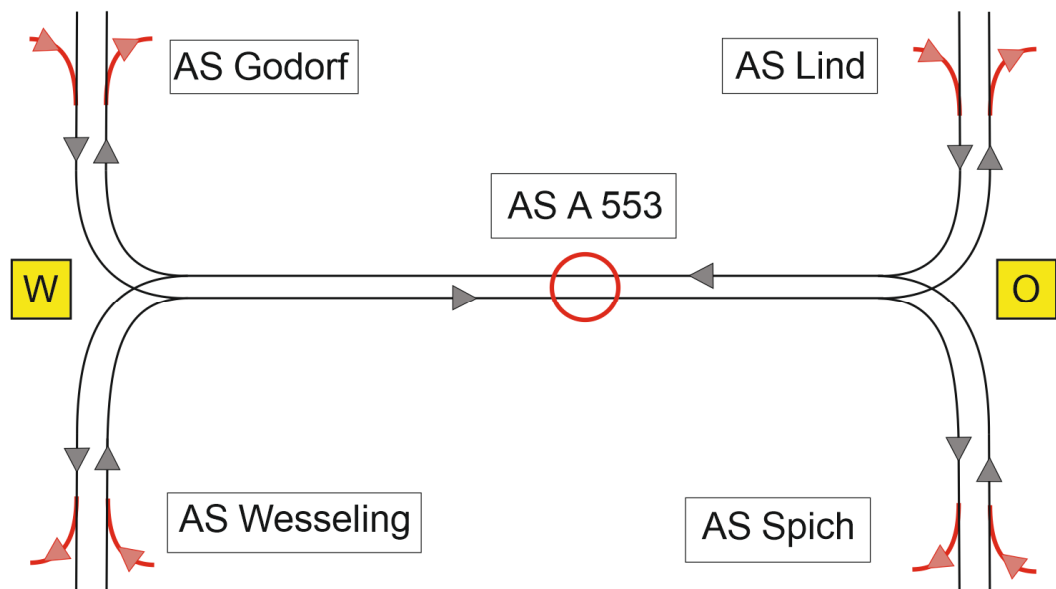 AS Godorf
AS Lind
AS A 553
W
O
AS Wesseling
AS Spich